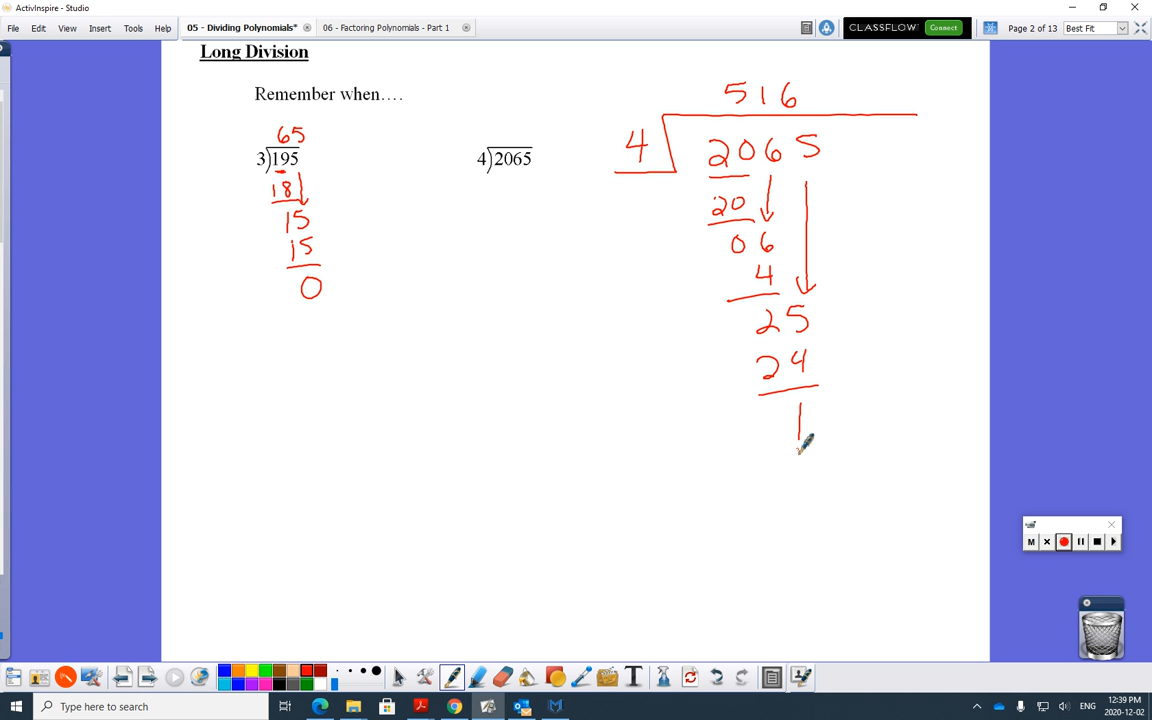 ActivInspire - Studio
File Edit View Insert Tools Help
05 - Dividing Polynomials*
06 - Factoring Polynomials - Part 1
CLASSFLOW Connect
Page 2 of 13
Best Fit
Long Division
Remember when….
65
3)195
18
15
15
0
4)2065
516
4 2065
20
06
4
25
24
1
M
T
Type here to search
ENG
12:39 PM
2020-12-02